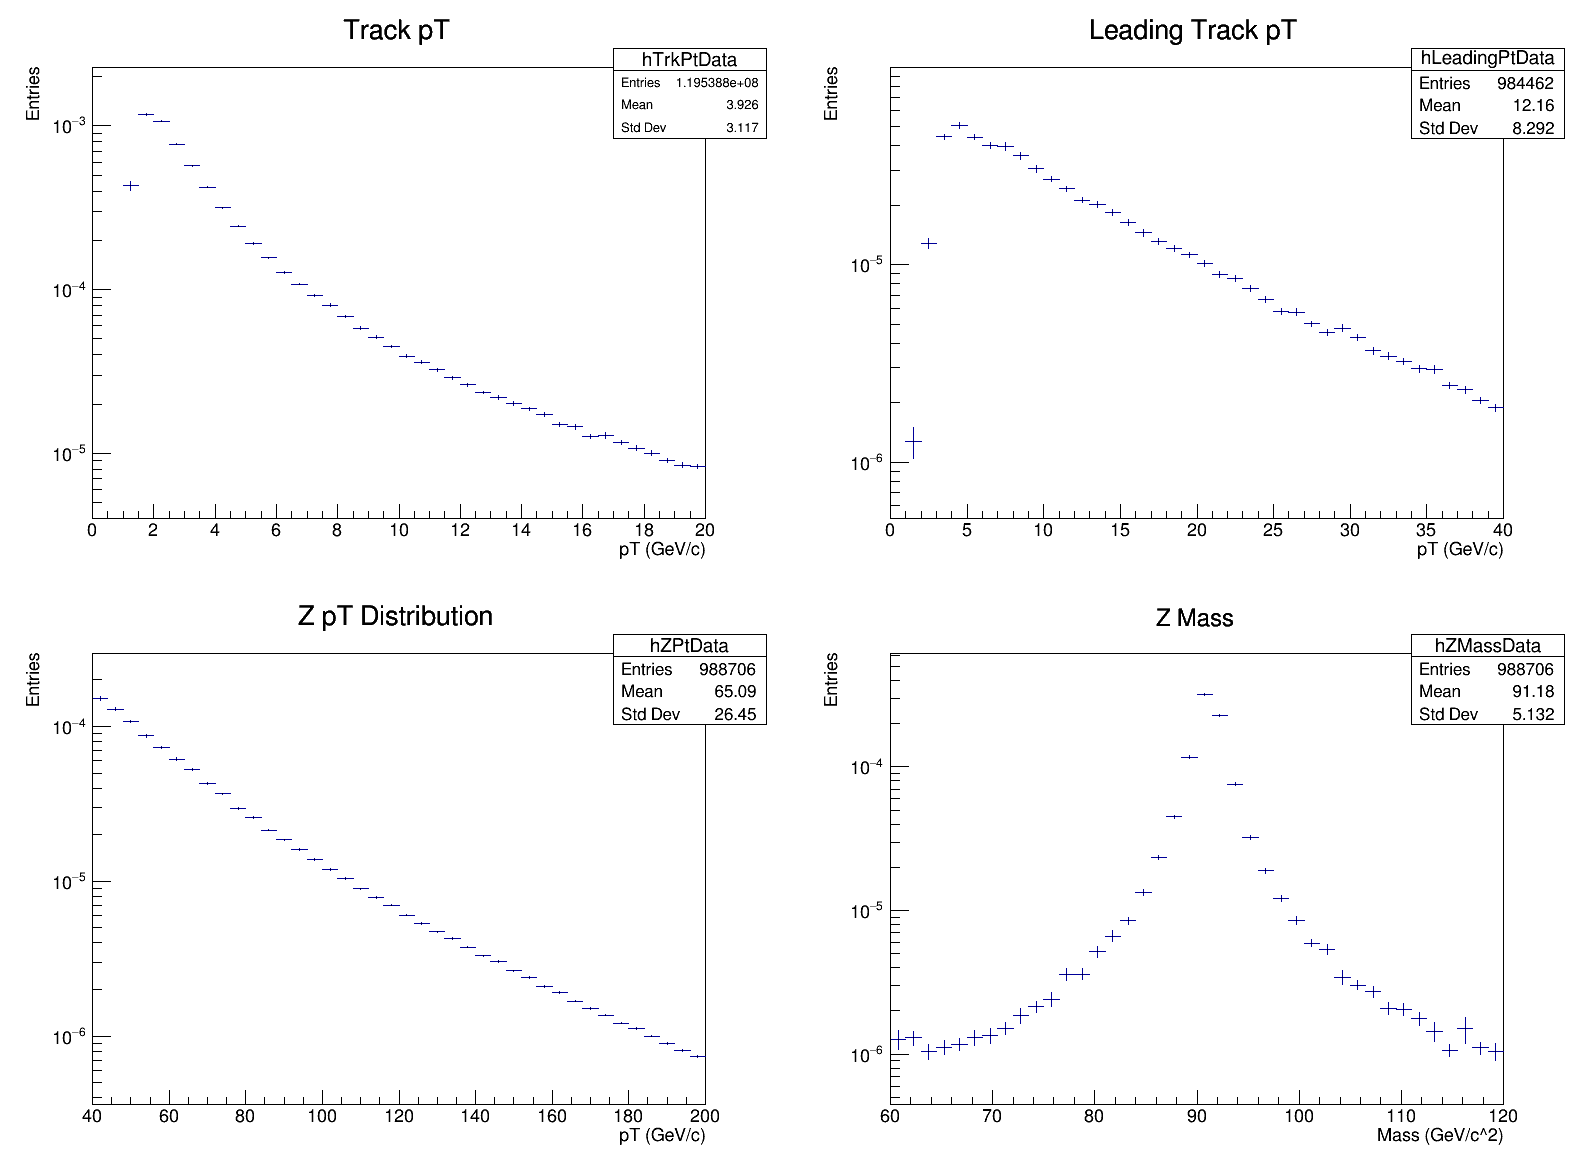 Track pT
hTrkPtData
Entries 1.195388e+08
Mean 3.926
Std Dev 3.117
Entries
10−3
10−4
10−5
0 2 4 6 8 10 12 14 16 18 20
pT (GeV/c)
Leading Track pT
hLeadingPtData
Entries 984462
Mean 12.16
Std Dev 8.292
Entries
10−5
10−6
0 5 10 15 20 25 30 35 40
pT (GeV/c)
Z pT Distribution
hZPtData
Entries 988706
Mean 65.09
Std Dev 26.45
Entries
10−4
10−5
10−6
40 60 80 100 120 140 160 180 200
pT (GeV/c)
Z Mass
hZMassData
Entries 988706
Mean 91.18
Std Dev 5.132
Entries
10−4
10−5
10−6
60 70 80 90 100 110 120
Mass (GeV/c^2)